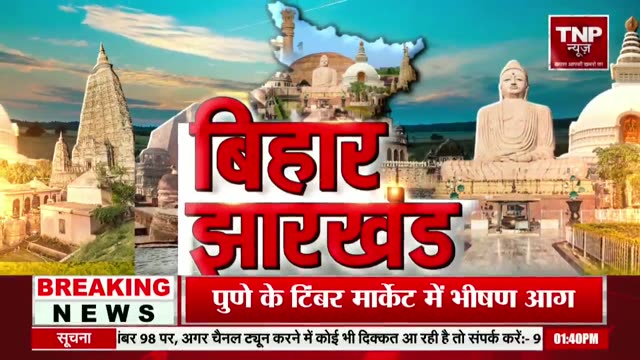 TNP
न्यूज़
बिहार
झारखंड
BREAKING
NEWS
पुणे के टिंबर मार्केट में भीषण आग
सूचना
ंबर 98 पर, अगर चैनल ट्यून करने में कोई भी दिक्कत आ रही है तो संपर्क करें:- 9
01:40PM